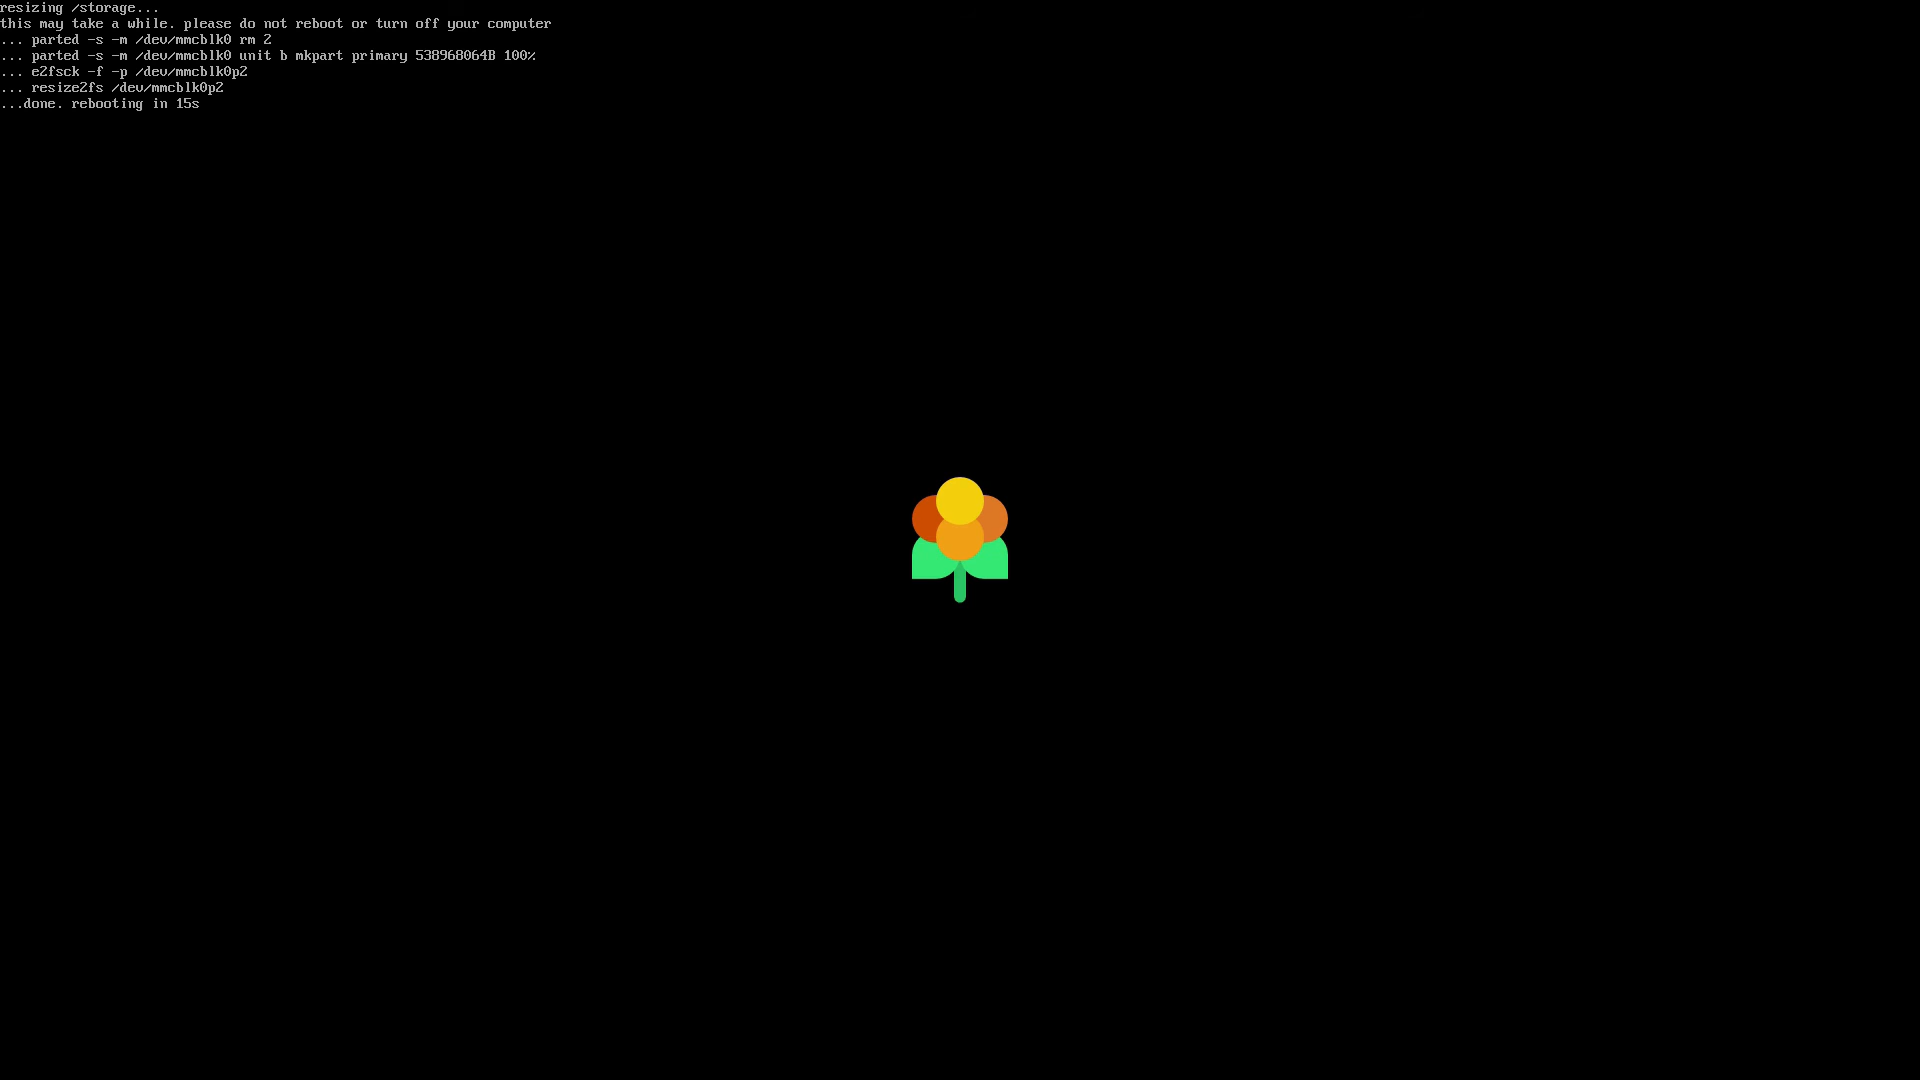 resizing /storage...
this may take a while. please do not reboot or turn off your computer
... parted -s -m /dev/mmcblk0 rm 2
... parted -s -m /dev/mmcblk0 unit b mkpart primary 538968064B 100%
... e2fsck -f -p /dev/mmcblk0p2
... resize2fs /dev/mmcblk0p2
...done. rebooting in 15s